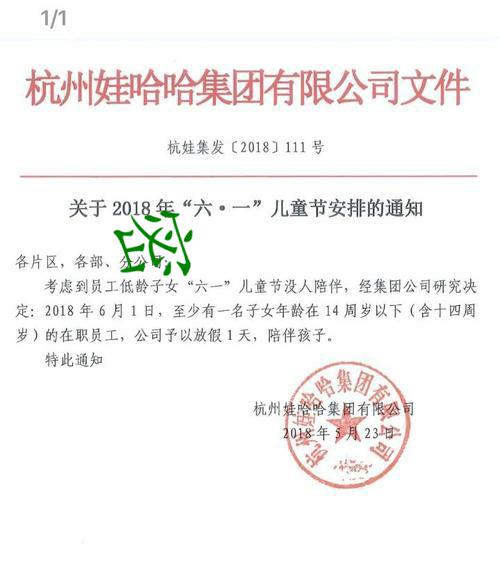 1/1
杭州娃哈哈集团有限公司文件
杭娃集发〔2018〕111 号
关于 2018 年“六·一”儿童节安排的通知
各片区，各部、分公司：
考虑到员工低龄子女“六一”儿童节没人陪伴，经集团公司研究决
定：2018 年 6 月 1 日，至少有一名子女年龄在 14 周岁以下（含十四周
岁）的在职员工，公司予以放假 1 天，陪伴孩子。
特此通知
杭州娃哈哈集团有限公司
2018 年 5 月 23 日
杭州娃哈哈集团有限公司